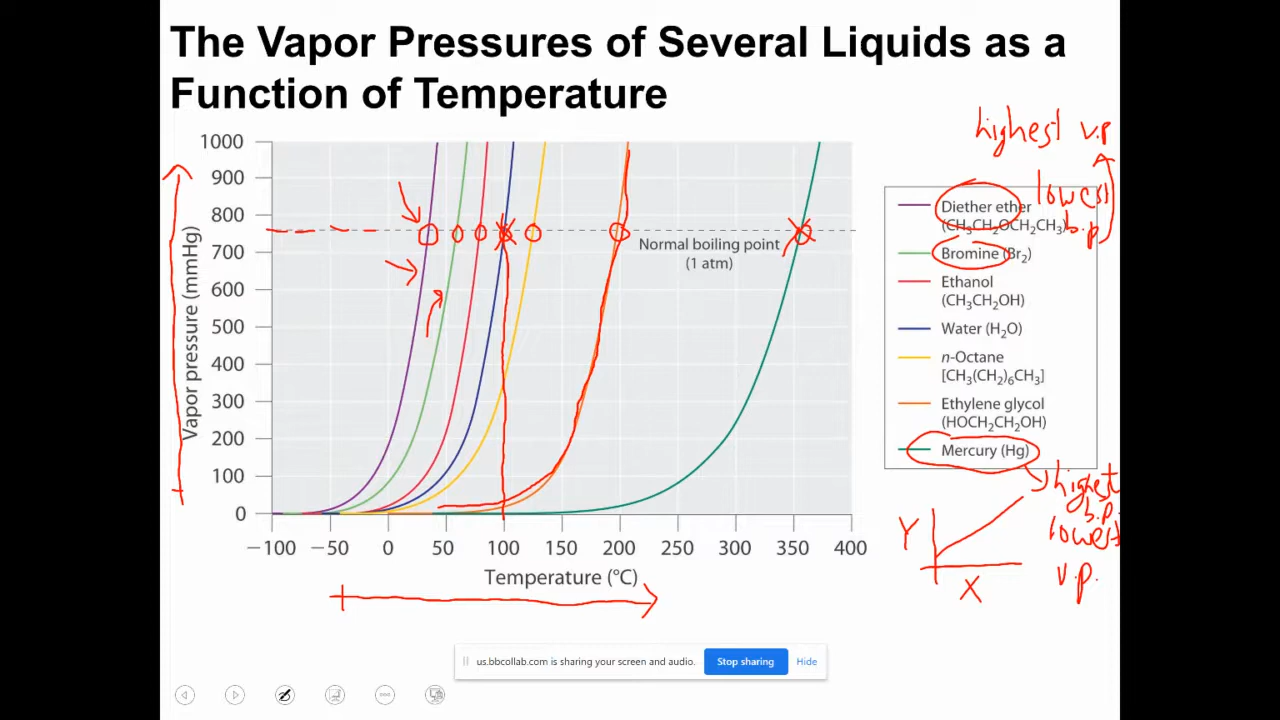 The Vapor Pressures of Several Liquids as a
Function of Temperature
highest v.p
1000
900
800
700
600
500
400
300
200
100
0
Vapor pressure (mmHg)
−100 −50 0 50 100 150 200 250 300 350 400
Temperature (°C)
Normal boiling point
(1 atm)
Diethyl ether
(CH₃CH₂OCH₂CH₃)
lowest
b.p
Bromine (Br₂)
Ethanol
(CH₃CH₂OH)
Water (H₂O)
n-Octane
[CH₃(CH₂)₆CH₃]
Ethylene glycol
(HOCH₂CH₂OH)
Mercury (Hg)
highest
b.p.
lowest
v.p.
Y
X
us.bbcollab.com is sharing your screen and audio.
Stop sharing
Hide